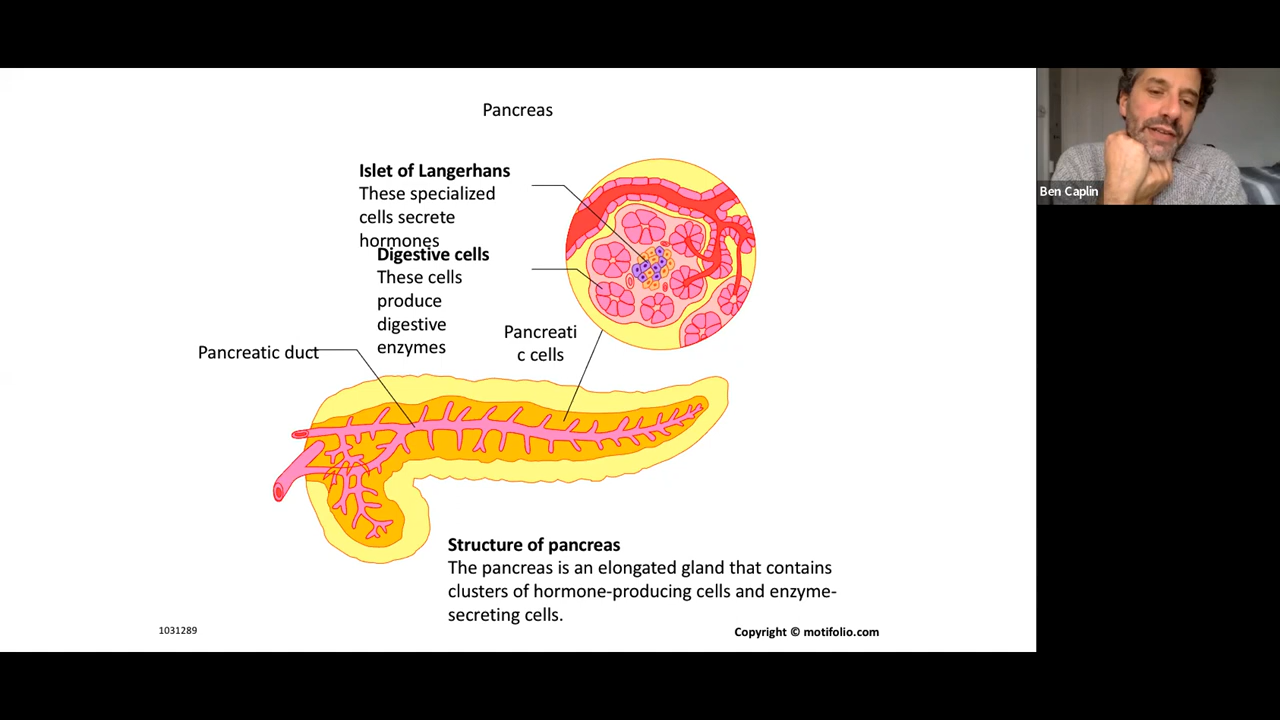 Pancreas
Islet of Langerhans
These specialized
cells secrete
hormones
Digestive cells
These cells
produce
digestive
enzymes
Pancreati
c cells
Pancreatic duct
Structure of pancreas
The pancreas is an elongated gland that contains
clusters of hormone-producing cells and enzyme-
secreting cells.
1031289
Copyright © motifolio.com
Ben Caplin